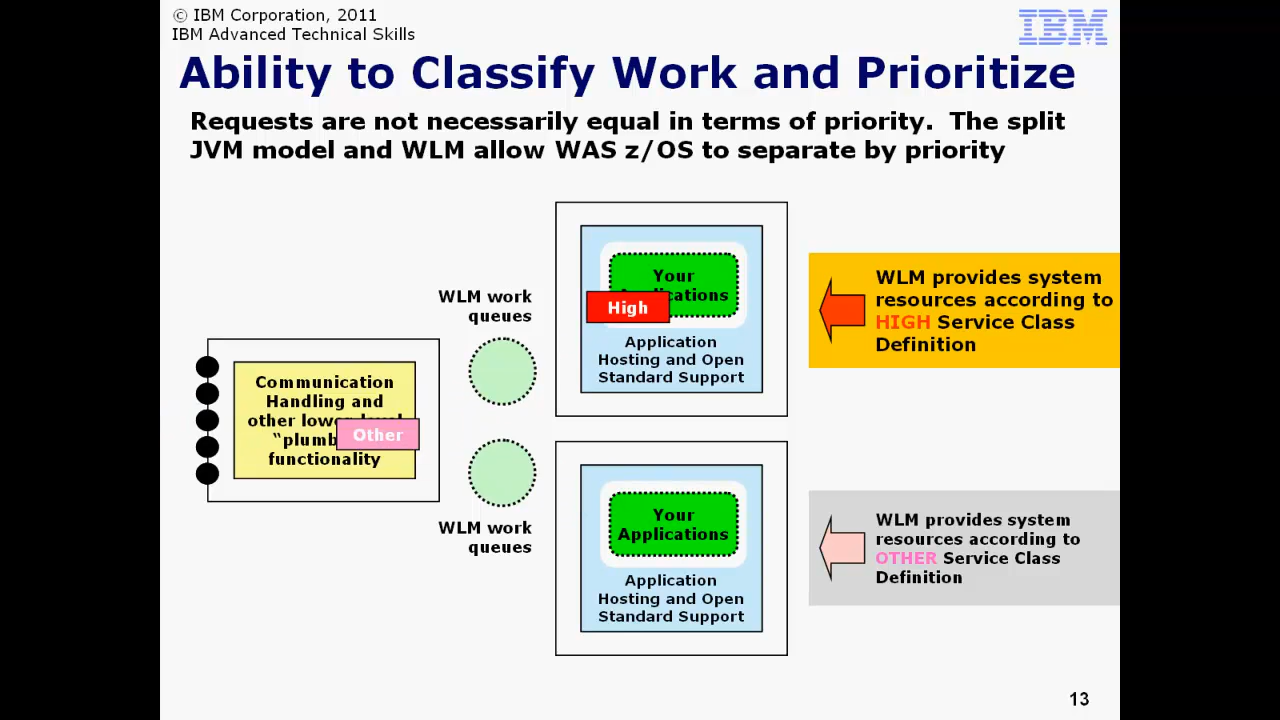 © IBM Corporation, 2011
IBM Advanced Technical Skills
IBM
Ability to Classify Work and Prioritize
Requests are not necessarily equal in terms of priority.  The split
JVM model and WLM allow WAS z/OS to separate by priority
WLM work
queues
Communication
Handling and
other
"plumb
functionality
Other
WLM work
queues
Your
High
Application
Hosting and Open
Standard Support
Your
Applications
Application
Hosting and Open
Standard Support
WLM provides system
resources according to
HIGH Service Class
Definition
WLM provides system
resources according to
OTHER Service Class
Definition
13